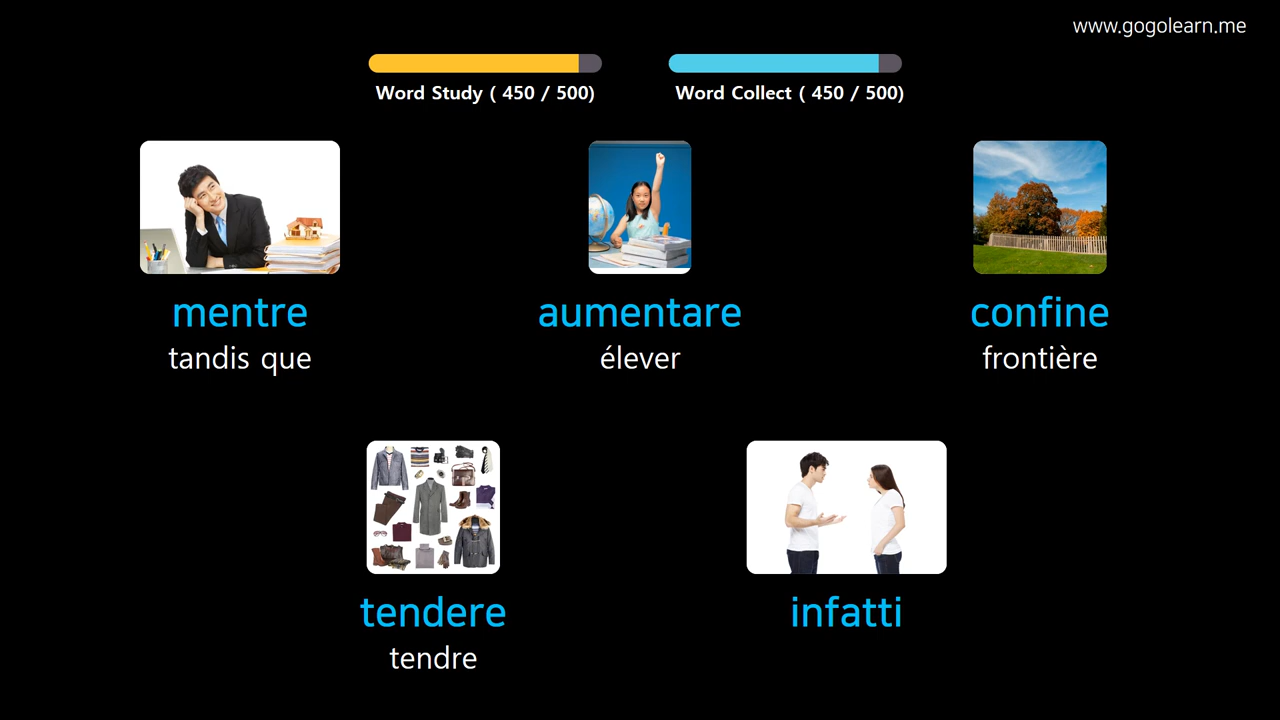 www.gogolearn.me
Word Study ( 450 / 500)
Word Collect ( 450 / 500)
mentre
tandis que
aumentare
élever
confine
frontière
tendere
tendre
infatti